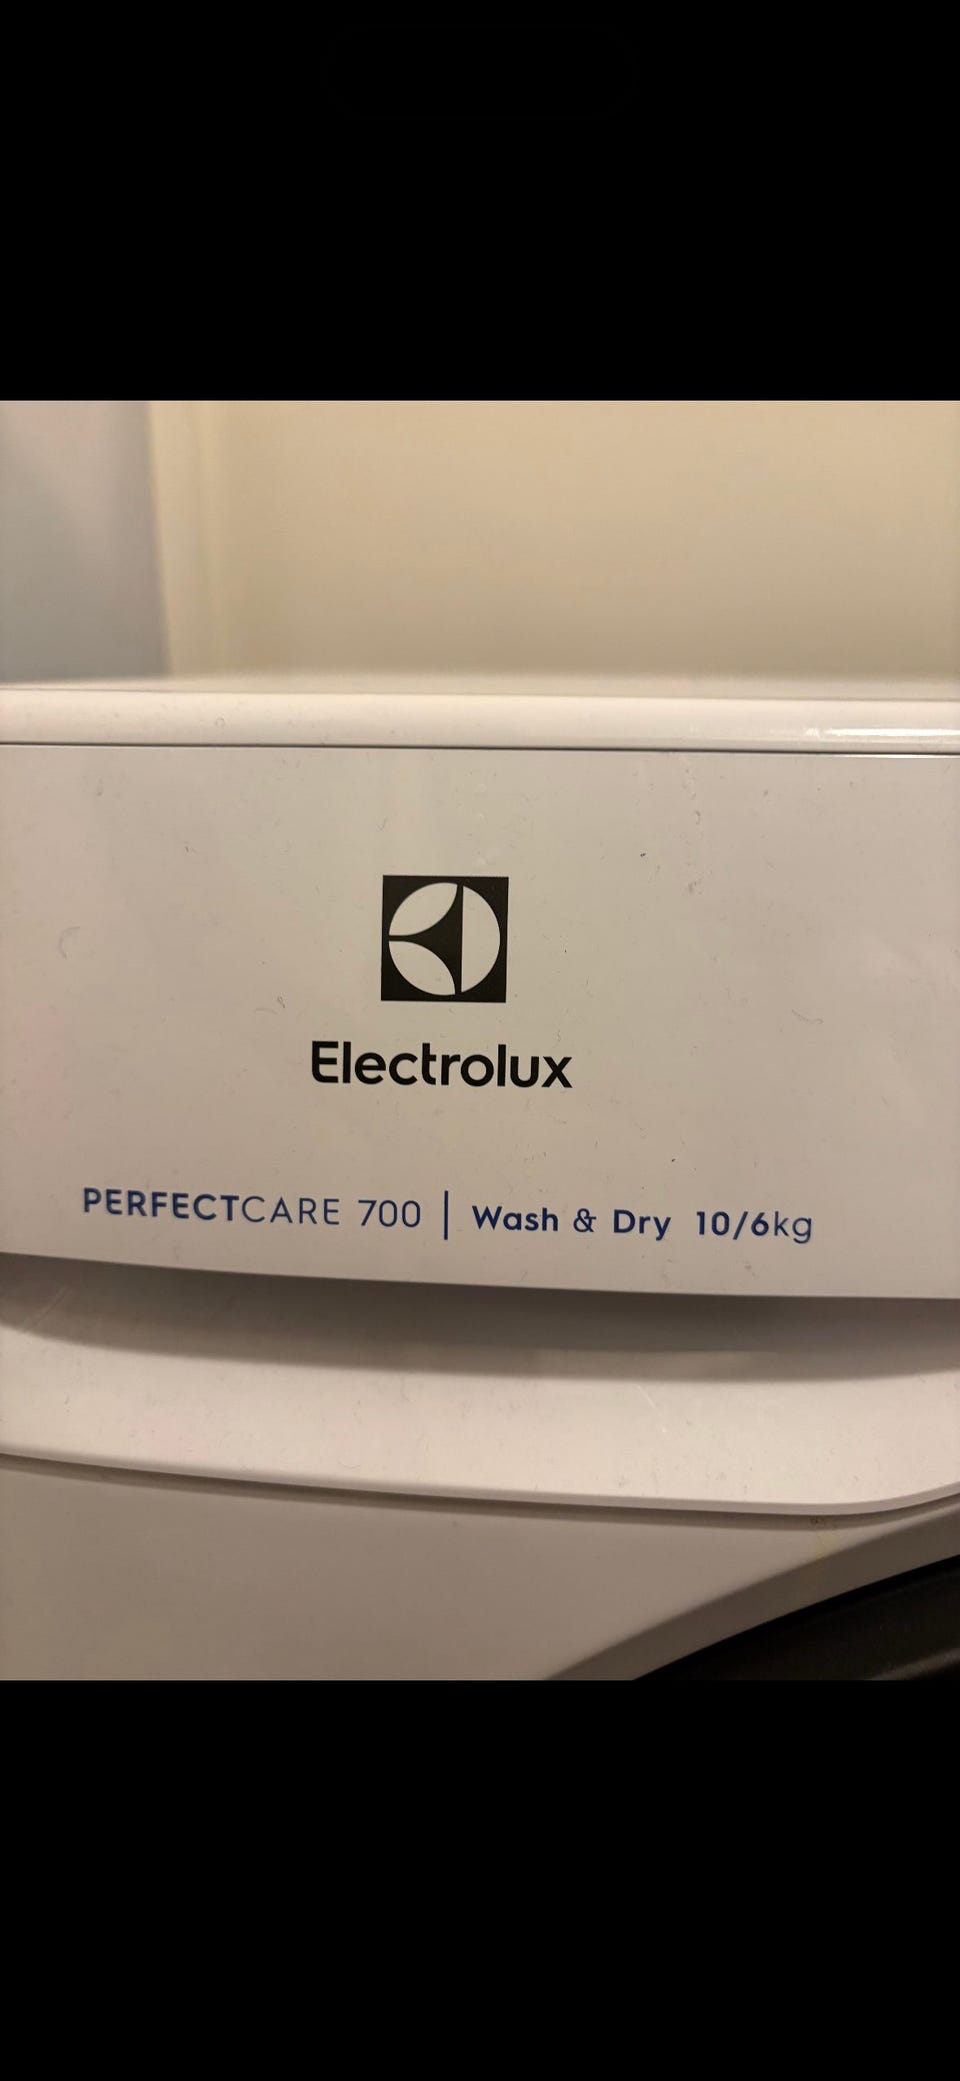 Electrolux
PERFECTCARE 700 | Wash & Dry 10/6kg